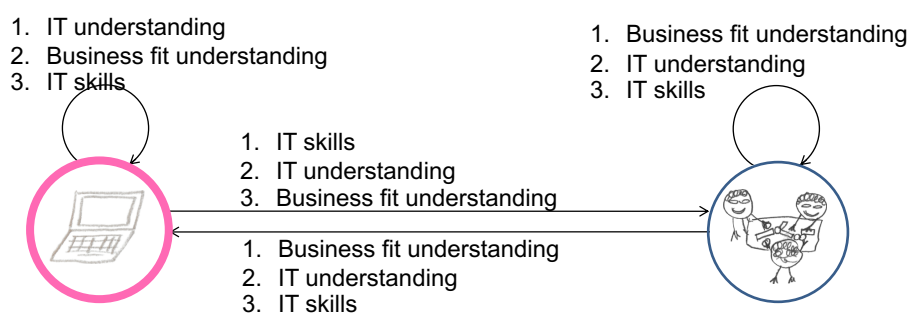 1. IT understanding
2. Business fit understanding
3. IT skills
1. Business fit understanding
2. IT understanding
3. IT skills
1. IT skills
2. IT understanding
3. Business fit understanding
1. Business fit understanding
2. IT understanding
3. IT skills